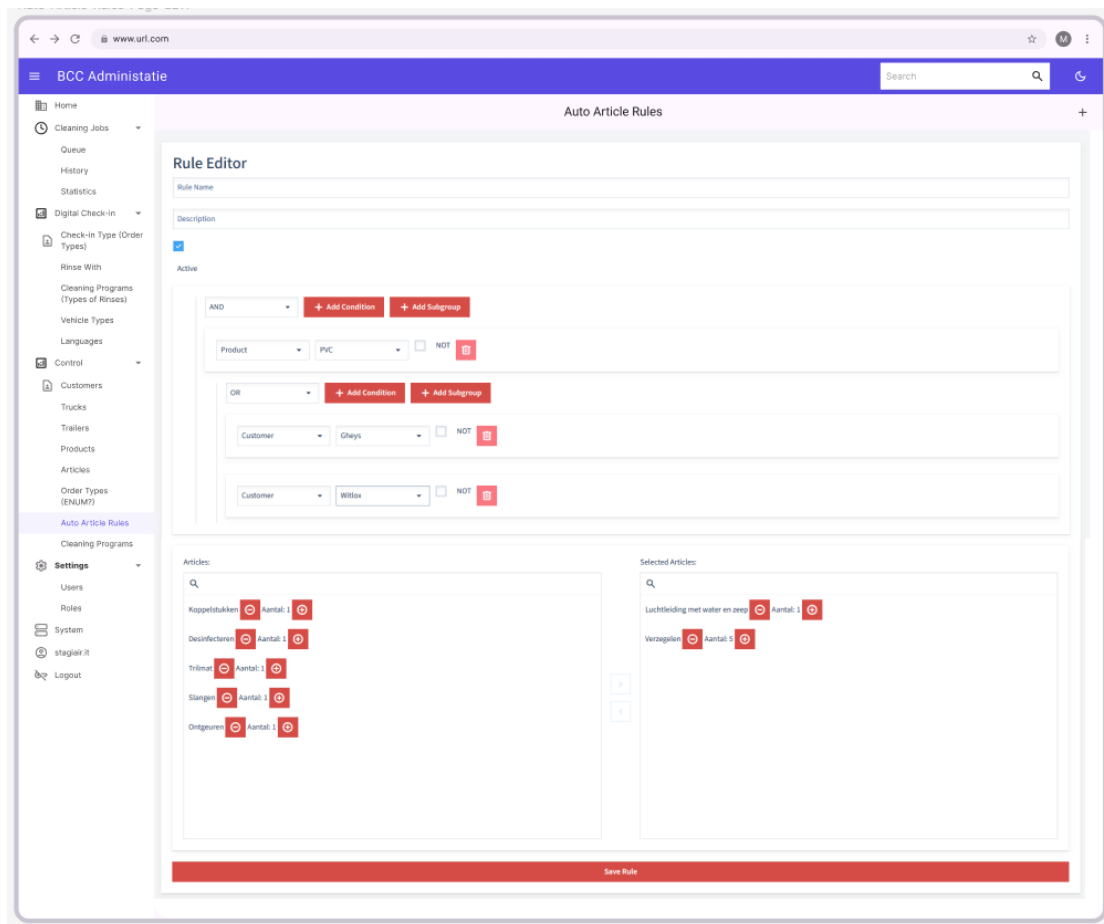 www.url.com
M
BCC Administatie
Search
Home
Cleaning Jobs
Queue
History
Statistics
Digital Check-in
Check-in Type (Order
Types)
Rinse With
Cleaning Programs
(Types of Rinses)
Vehicle Types
Languages
Control
Customers
Trucks
Trailers
Products
Articles
Order Types
(ENUM?)
Auto Article Rules
Cleaning Programs
Settings
Users
Roles
System
stagiair.it
Logout
Auto Article Rules
+
Rule Editor
Rule Name
Description
Active
AND
+ Add Condition
+ Add Subgroup
Product
PVC
NOT
OR
+ Add Condition
+ Add Subgroup
Customer
Gheys
NOT
Customer
Witlox
NOT
Articles:
Koppelstukken Aantal: 1
Desinfecteren Aantal: 1
Trilmat Aantal: 1
Slangen Aantal: 1
Ontgeuren Aantal: 1
>
<
Selected Articles:
Luchtleiding met water en zeep Aantal: 1
Verzegelen Aantal: 5
Save Rule